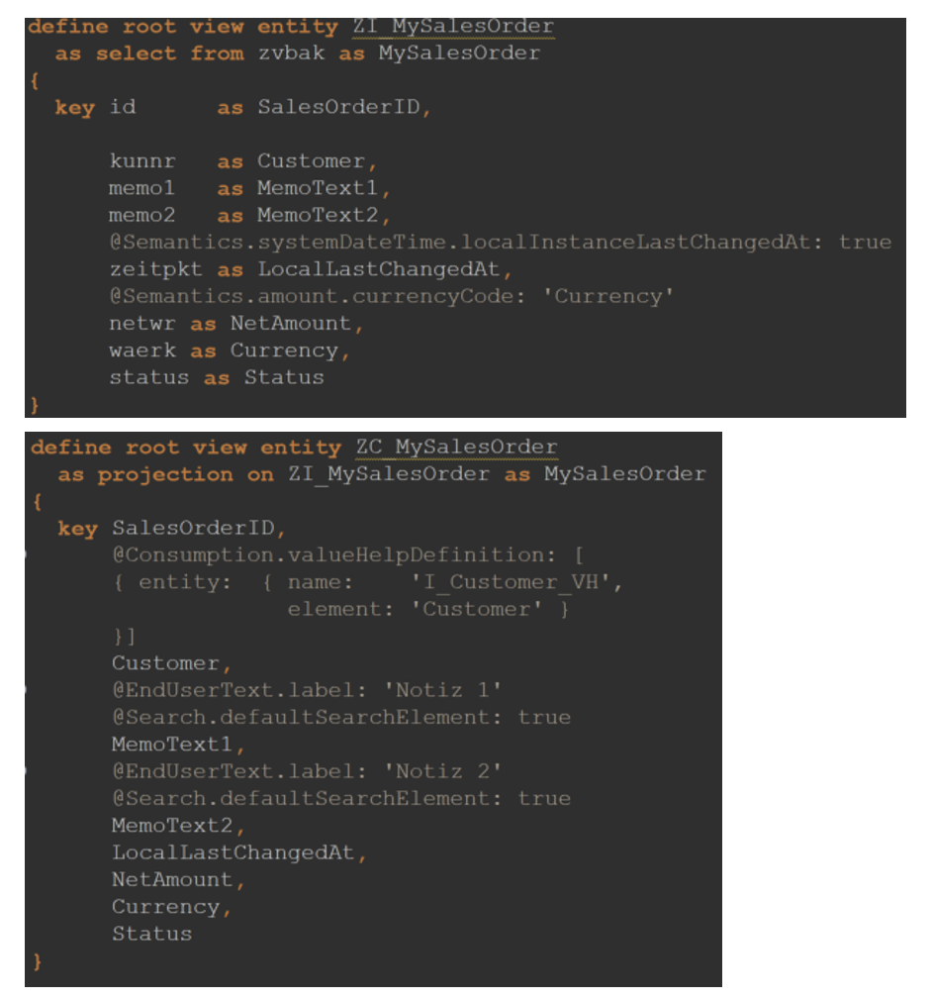 define root view entity ZI_MySalesOrder
as select from zvbak as MySalesOrder
{
key id as SalesOrderID,
kunnr as Customer,
memo1 as MemoText1,
memo2 as MemoText2,
@Semantics.systemDateTime.localInstanceLastChangedAt: true
zeitpkt as LocalLastChangedAt,
@Semantics.amount.currencyCode: 'Currency'
netwr as NetAmount,
waerk as Currency,
status as Status
}
define root view entity ZC_MySalesOrder
as projection on ZI_MySalesOrder as MySalesOrder
{
key SalesOrderID,
@Consumption.valueHelpDefinition: [
{ entity: { name: 'I_Customer_VH',
element: 'Customer' }
}]
Customer,
@EndUserText.label: 'Notiz 1'
@Search.defaultSearchElement: true
MemoText1,
@EndUserText.label: 'Notiz 2'
@Search.defaultSearchElement: true
MemoText2,
LocalLastChangedAt,
NetAmount,
Currency,
Status
}